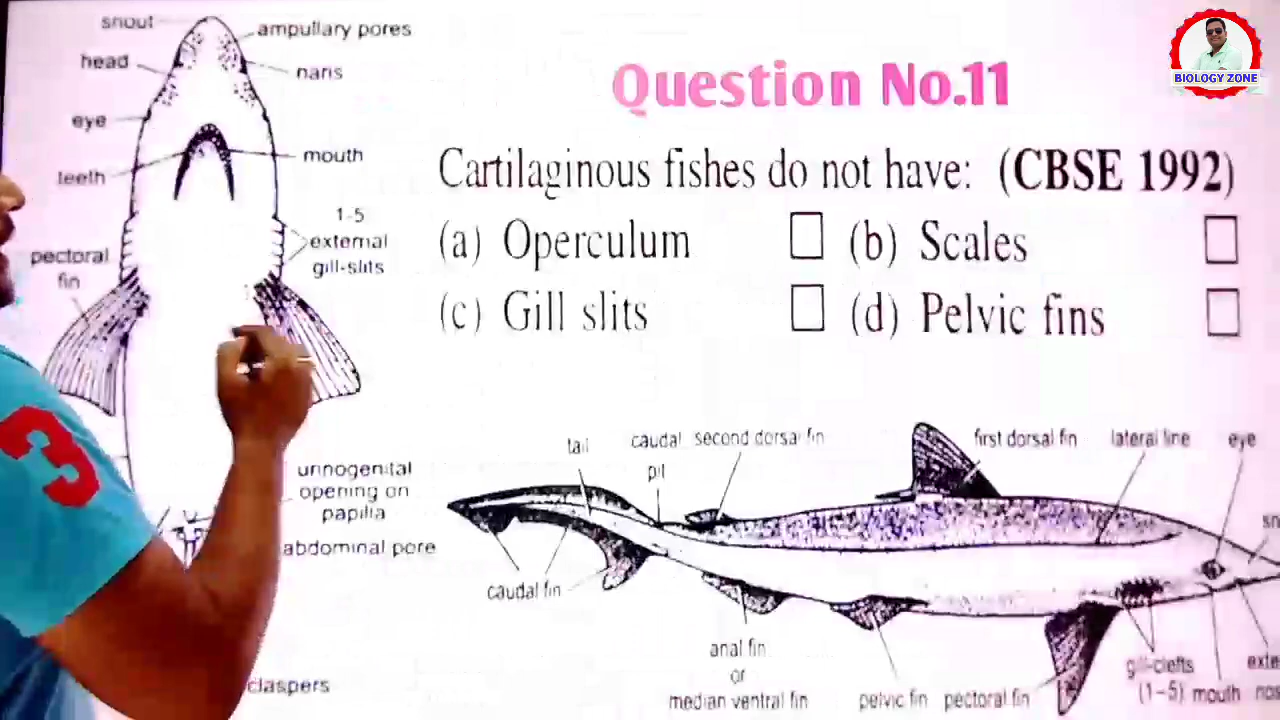 snout
ampullary pores
head
naris
eye
mouth
teeth
1-5
external
gill-slits
pectoral
fin
urinogenital
opening on
papilla
abdominal pore
claspers
BIOLOGY ZONE
Question No.11
Cartilaginous fishes do not have: (CBSE 1992)
(a) Operculum
(b) Scales
(c) Gill slits
(d) Pelvic fins
tail
caudal
pit
second dorsal fin
first dorsal fin
lateral line
eye
caudal fin
anal fin
or
median ventral fin
pelvic fin
pectoral fin
gill-clefts
(1-5)
mouth